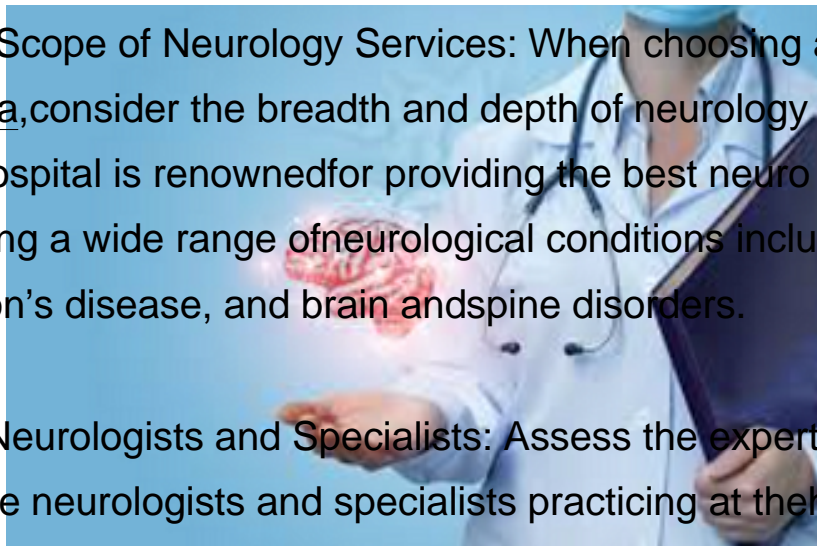 Scope of Neurology Services: When choosing a
a,consider the breadth and depth of neurology
ospital is renownedfor providing the best neuro
ng a wide range ofneurological conditions inclu
on's disease, and brain andspine disorders.
Neurologists and Specialists: Assess the expert
e neurologists and specialists practicing at theh